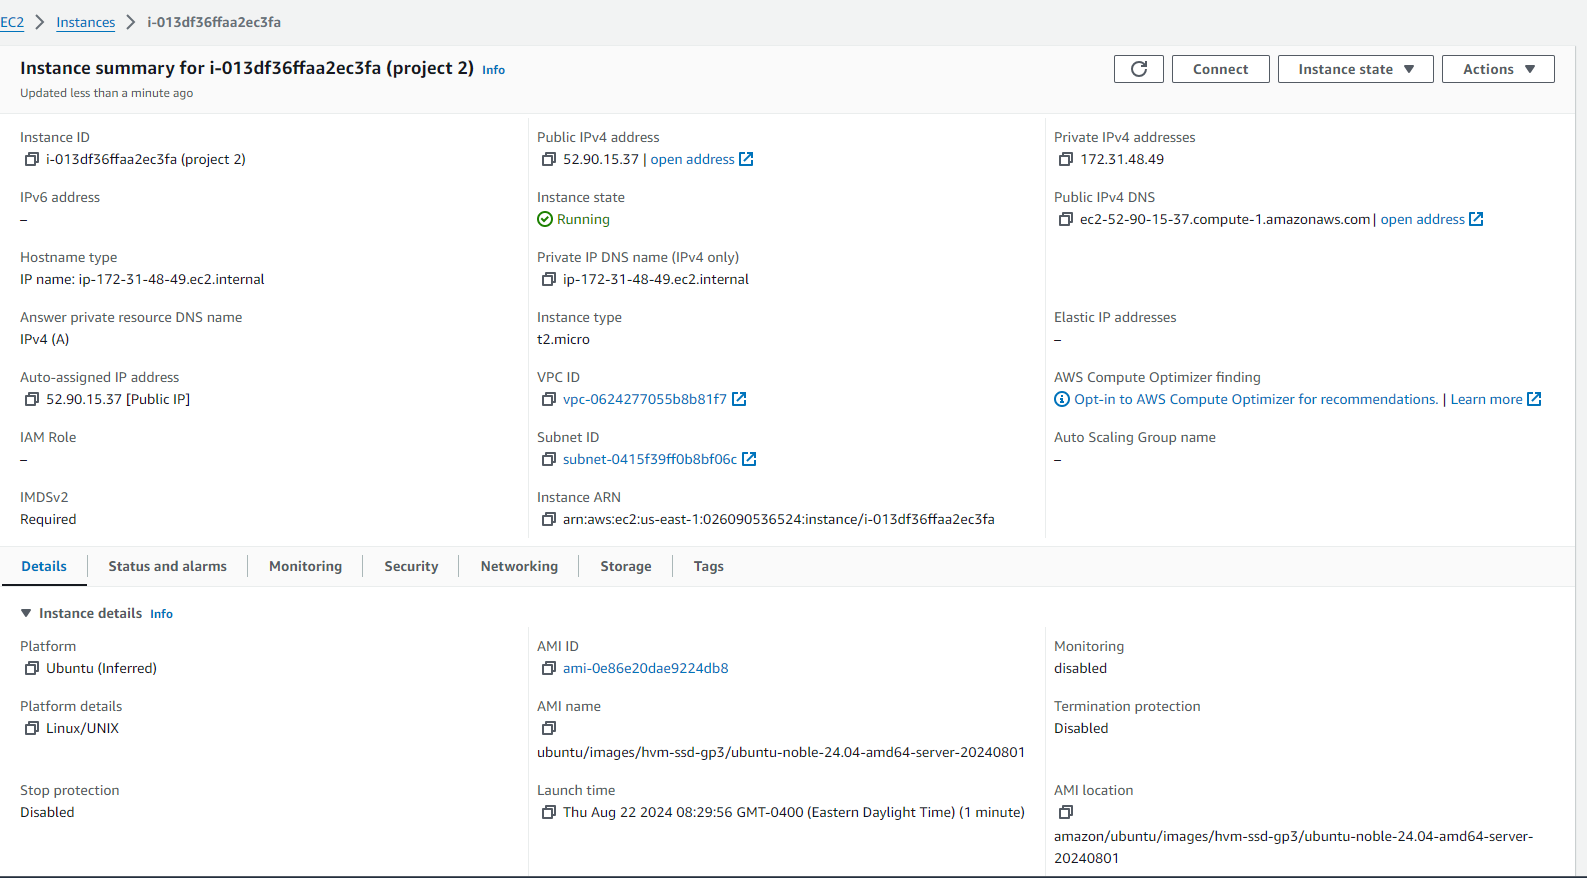 EC2 > Instances > i-013df36ffaa2ec3fa
Instance summary for i-013df36ffaa2ec3fa (project 2) Info
Updated less than a minute ago
Connect
Instance state
Actions
Instance ID
i-013df36ffaa2ec3fa (project 2)
Public IPv4 address
52.90.15.37 | open address
Private IPv4 addresses
172.31.48.49
IPv6 address
–
Instance state
Running
Public IPv4 DNS
ec2-52-90-15-37.compute-1.amazonaws.com | open address
Hostname type
IP name: ip-172-31-48-49.ec2.internal
Private IP DNS name (IPv4 only)
ip-172-31-48-49.ec2.internal
Answer private resource DNS name
IPv4 (A)
Instance type
t2.micro
Elastic IP addresses
–
Auto-assigned IP address
52.90.15.37 [Public IP]
VPC ID
vpc-0624277055b8b81f7
AWS Compute Optimizer finding
Opt-in to AWS Compute Optimizer for recommendations. | Learn more
IAM Role
–
Subnet ID
subnet-0415f39ff0b8bf06c
Auto Scaling Group name
–
IMDSv2
Required
Instance ARN
arn:aws:ec2:us-east-1:026090536524:instance/i-013df36ffaa2ec3fa
Details
Status and alarms
Monitoring
Security
Networking
Storage
Tags
Instance details Info
Platform
Ubuntu (Inferred)
AMI ID
ami-0e86e20dae9224db8
Monitoring
disabled
Platform details
Linux/UNIX
AMI name
ubuntu/images/hvm-ssd-gp3/ubuntu-noble-24.04-amd64-server-20240801
Termination protection
Disabled
Stop protection
Disabled
Launch time
Thu Aug 22 2024 08:29:56 GMT-0400 (Eastern Daylight Time) (1 minute)
AMI location
amazon/ubuntu/images/hvm-ssd-gp3/ubuntu-noble-24.04-amd64-server-
20240801